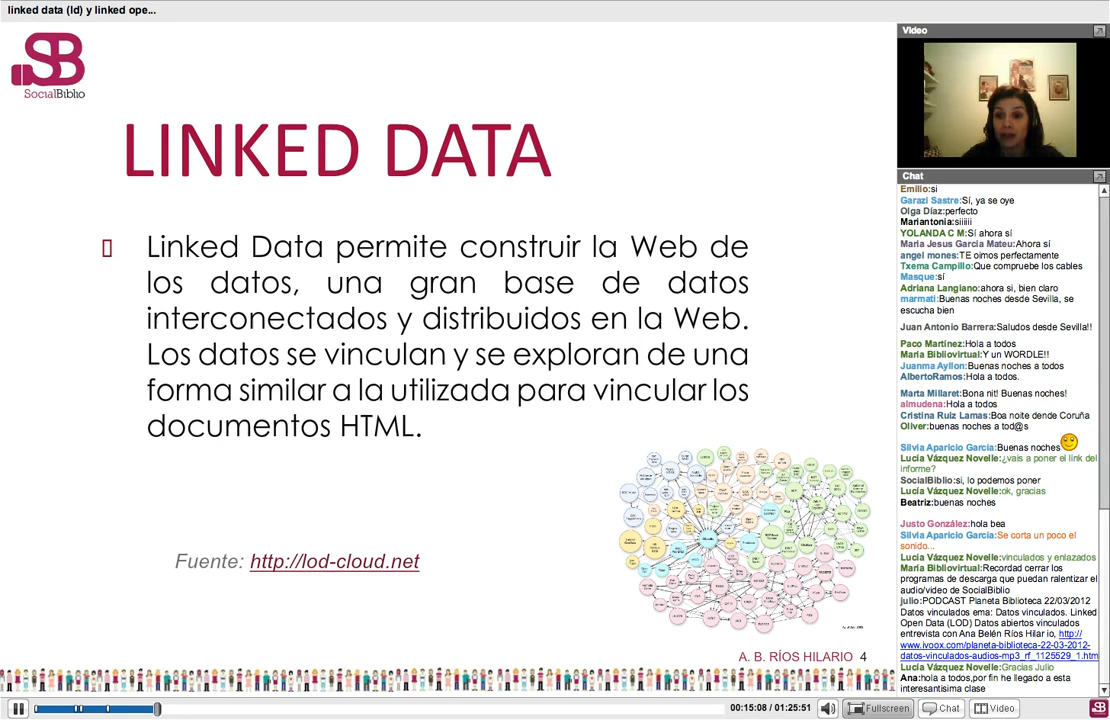 linked data (ld) y linked ope...
SB
SocialBiblio
LINKED DATA
Linked Data permite construir la Web de
los datos, una gran base de datos
interconectados y distribuidos en la Web.
Los datos se vinculan y se exploran de una
forma similar a la utilizada para vincular los
documentos HTML.
Fuente: http://lod-cloud.net
A. B. RÍOS HILARIO 4
Video
Chat
Emilio:si
Garazi Sastre:Sí, ya se oye
Olga Díaz:perfecto
Mariantonia:siiiii
YOLANDA C M:Sí ahora sí
Maria Jesus Garcia Mateu:Ahora sí
angel mones:TE oimos perfectamente
Txema Campillo:Que compruebe los cables
Masque:sí
Adriana Langiano:ahora si, bien claro
marmati:Buenas noches desde Sevilla, se
escucha bien
Juan Antonio Barrera:Saludos desde Sevilla!!
Paco Martínez:Hola a todos
Maria Bibliovirtual:Y un WORDLE!!
Juanma Ayllon:Buenas noches a todos
AlbertoRamos:Hola a todos.
Marta Millaret:Bona nit! Buenas noches!
almudena:Hola a todos
Cristina Ruiz Lamas:Boa noite dende Coruña
Oliver:buenas noches a tod@s
Silvia Aparicio García:Buenas noches
Lucía Vázquez Novelle:¿vais a poner el link del
informe?
SocialBiblio:si, lo podemos poner
Lucía Vázquez Novelle:ok, gracias
Beatriz:buenas noches
Justo González:hola bea
Silvia Aparicio García:Se corta un poco el
sonido...
Lucía Vázquez Novelle:vinculados y enlazados
Maria Bibliovirtual:Recordad cerrar los
programas de descarga que puedan ralentizar el
audio/video de SocialBiblio
julio:PODCAST Planeta Biblioteca 22/03/2012
Datos vinculados ema: Datos vinculados. Linked
Open Data (LOD) Datos abiertos vinculados
entrevista con Ana Belén Ríos Hilar io, http://
www.ivoox.com/planeta-biblioteca-22-03-2012-
datos-vinculados-audios-mp3_rf_1125529_1.htm
Lucía Vázquez Novelle:Gracias Julio
Ana:hola a todos,por fin he llegado a esta
interesantisima clase
00:15:08 / 01:25:51
Fullscreen
Chat
Video
SB